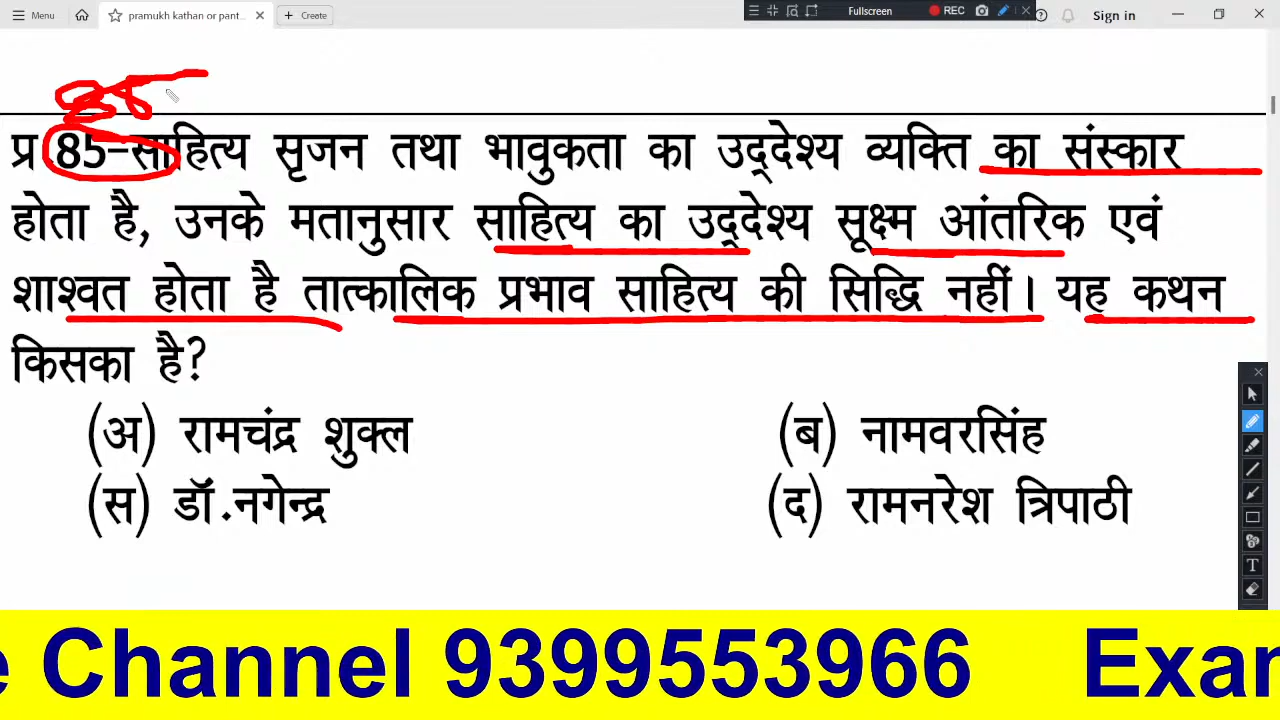 Menu
pramukh kathan or pant...
Create
Fullscreen
REC
Sign in
85
प्र 85-साहित्य सृजन तथा भावुकता का उद्देश्य व्यक्ति का संस्कार
होता है, उनके मतानुसार साहित्य का उद्देश्य सूक्ष्म आंतरिक एवं
शाश्वत होता है तात्कालिक प्रभाव साहित्य की सिद्धि नहीं। यह कथन
किसका है?
(अ) रामचंद्र शुक्ल (ब) नामवरसिंह
(स) डॉ.नगेन्द्र (द) रामनरेश त्रिपाठी
e Channel 9399553966 Exan